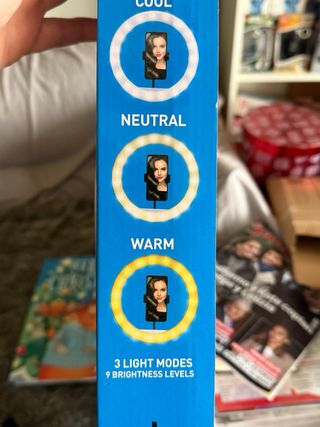 COOL
NEUTRAL
WARM
3 LIGHT MODES
9 BRIGHTNESS LEVELS